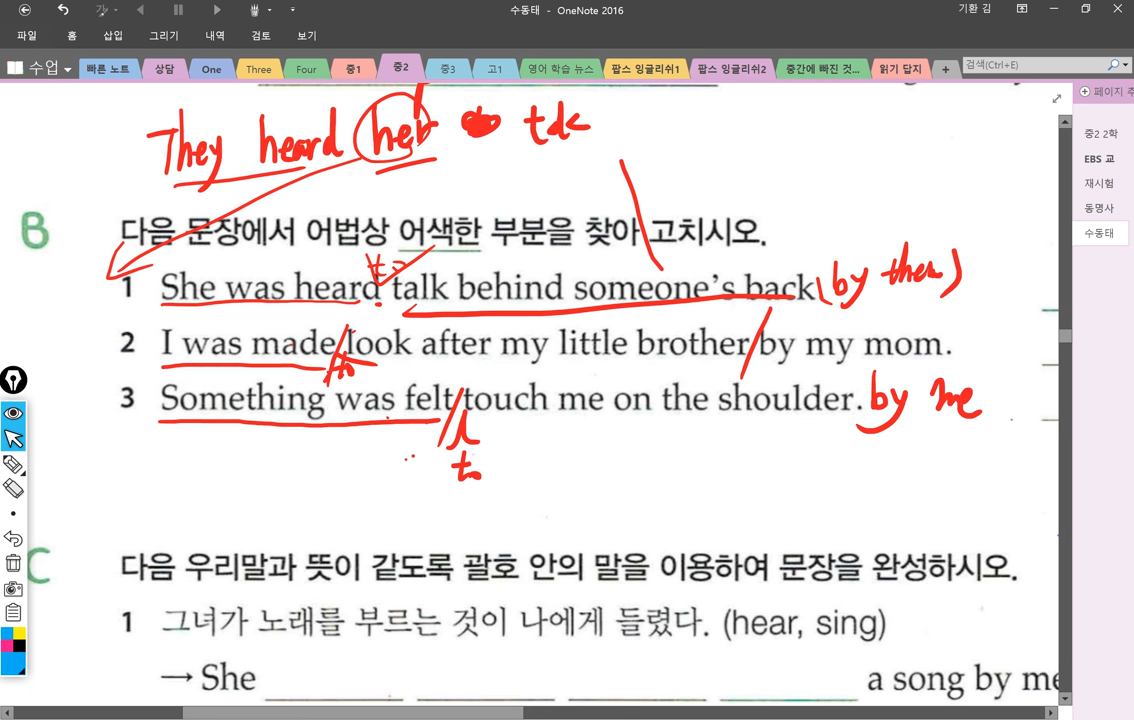 수동태 - OneNote 2016
기환 김
파일 홈 삽입 그리기 내역 검토 보기
수업 빠른 노트 상담 One Three Four 중1 중2 중3 고1 영어 학습 뉴스 팝스 잉글리쉬1 팝스 잉글리쉬2 중간에 빠진 것... 읽기 답지 + 검색(Ctrl+E)
페이지 추
중2 2학
EBS 교
재시험
동명사
수동태
They heard her
B 다음 문장에서 어법상 어색한 부분을 찾아 고치시오.
to
1 She was heard talk behind someone's back (by them)
2 I was made look after my little brother by my mom.
to
3 Something was felt touch me on the shoulder. by me
to
C 다음 우리말과 뜻이 같도록 괄호 안의 말을 이용하여 문장을 완성하시오.
1 그녀가 노래를 부르는 것이 나에게 들렸다. (hear, sing)
→ She ________ ________ ________ ________ a song by me